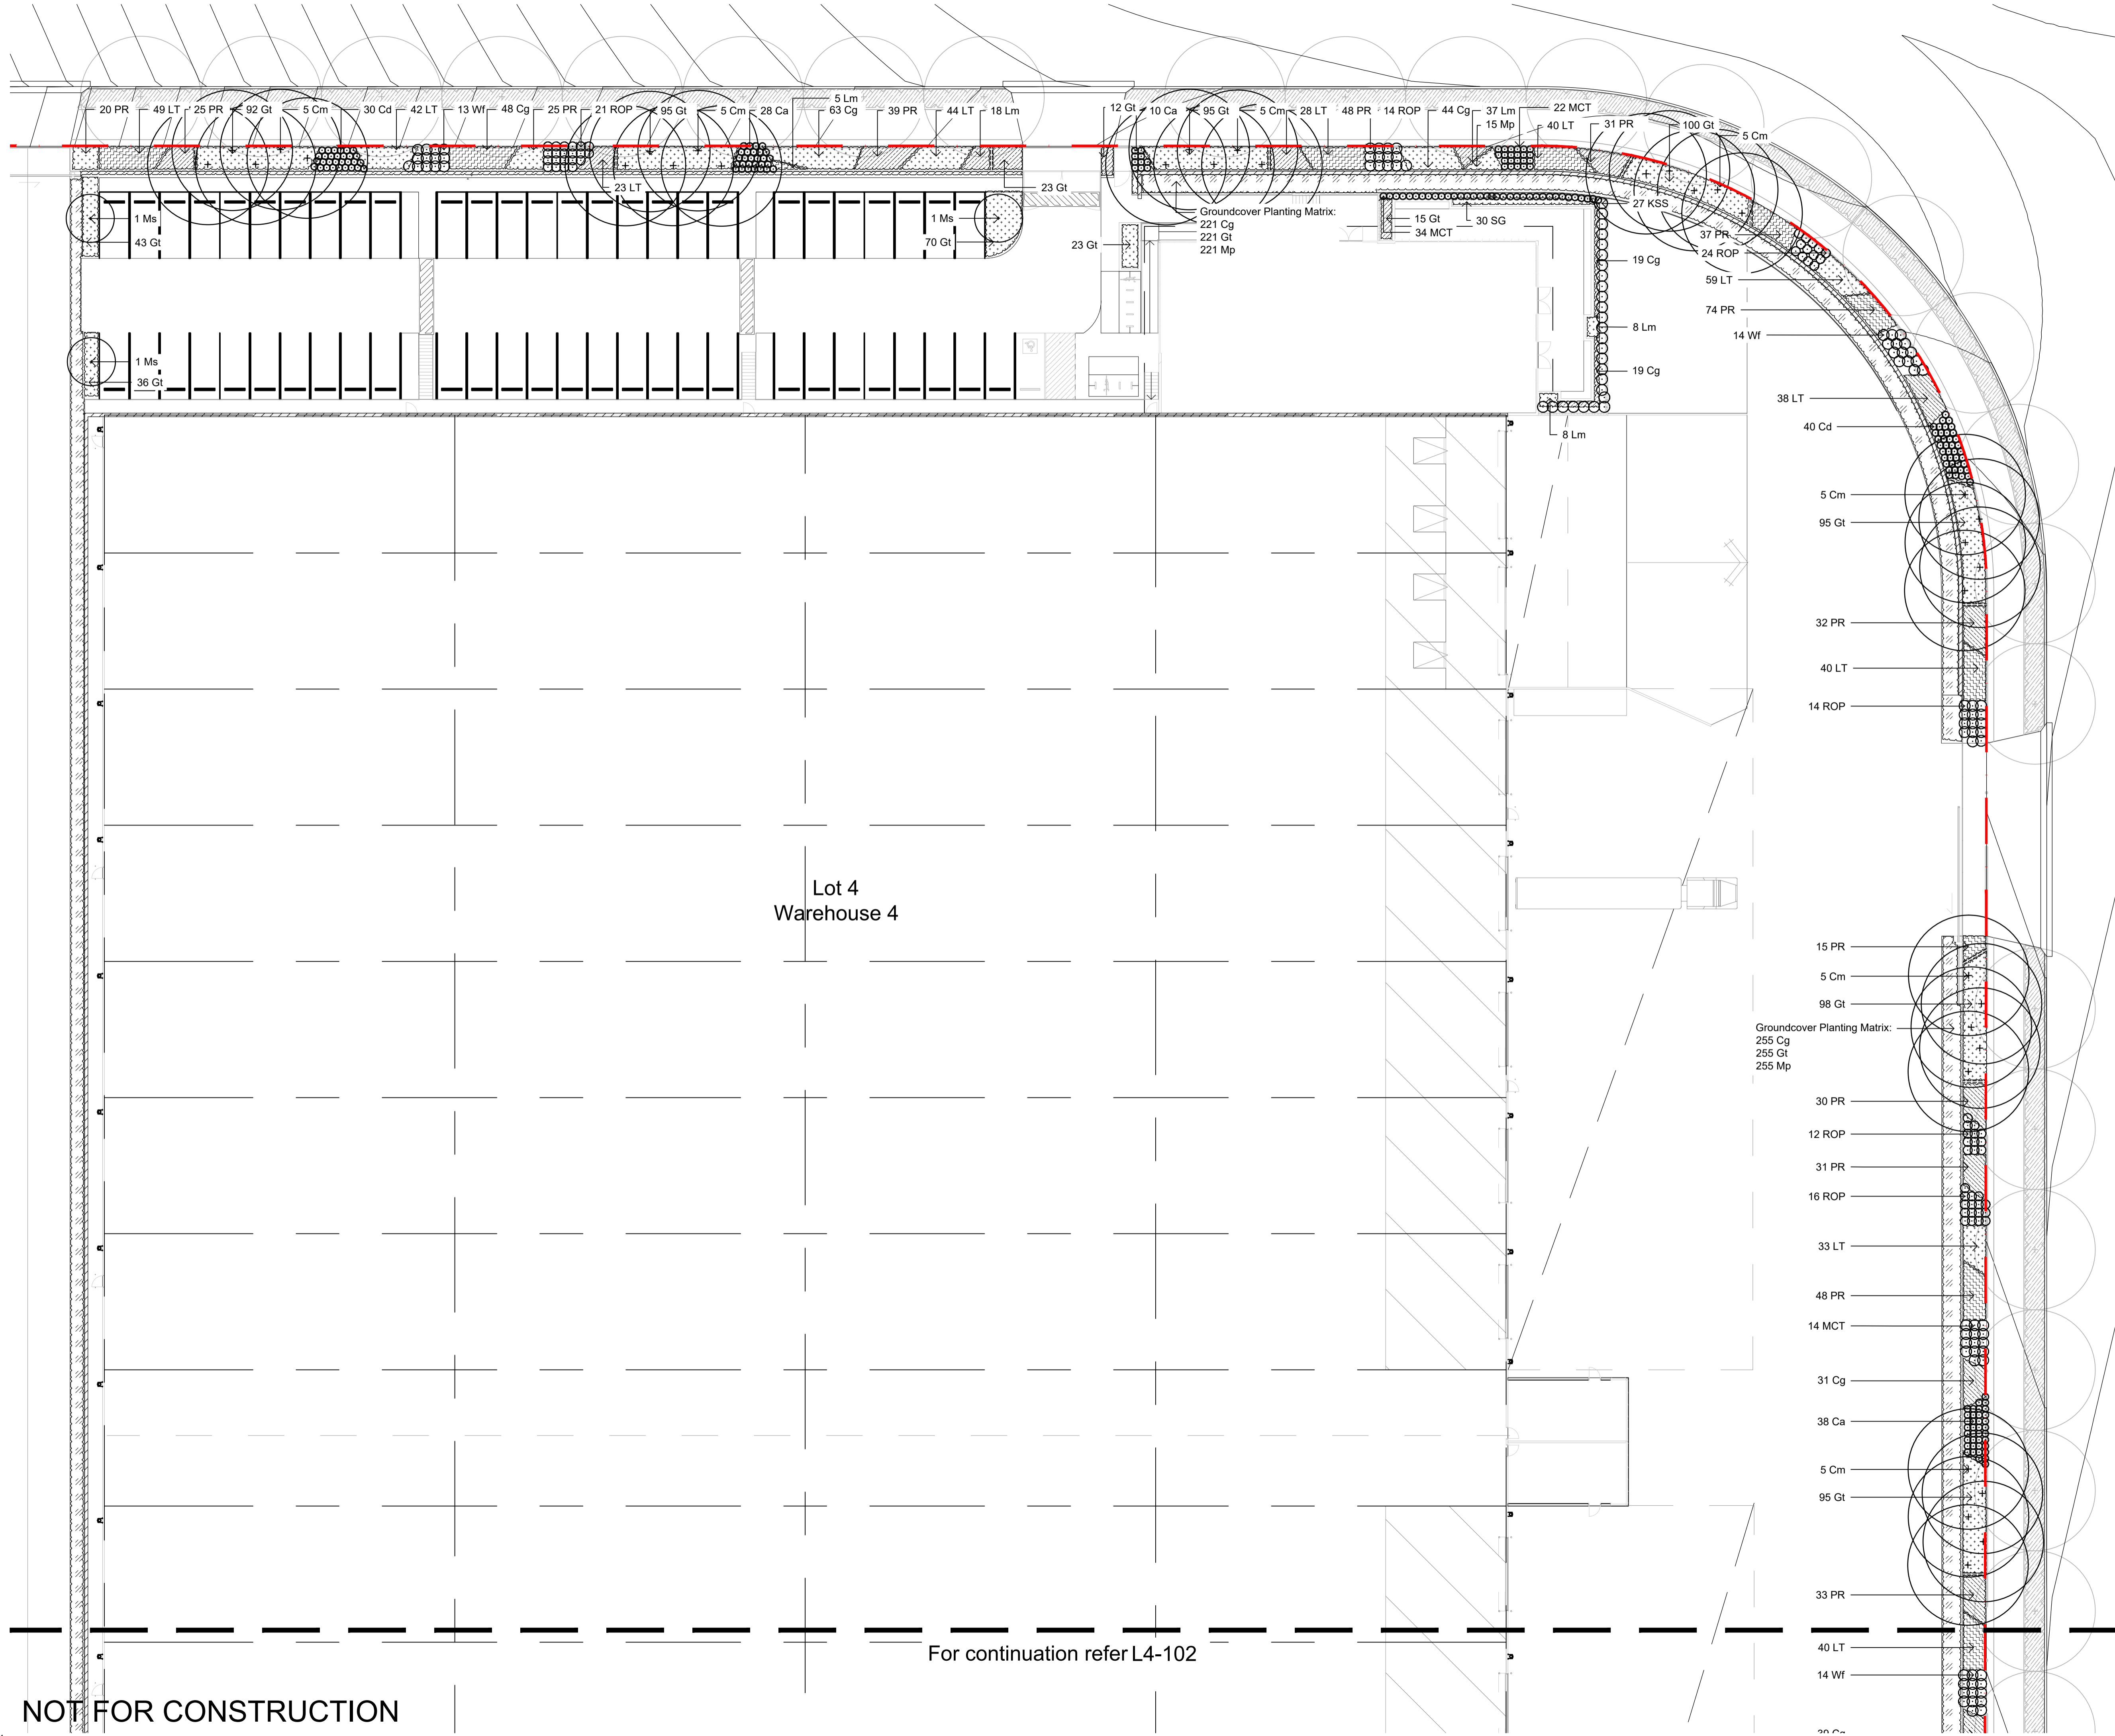 5 Lm
20 PR
49 LT
25 PR
92 Gt
5 Cm
30 Cd
42 LT
13 Wf
48 Cg
25 PR
21 ROP
95 Gt
5 Cm
28 Ca
63 Cg
39 PR
44 LT
18 Lm
12 Gt
10 Ca
95 Gt
5 Cm
28 LT
48 PR
14 ROP
44 Cg
37 Lm
22 MCT
15 Mp
40 LT
31 PR
100 Gt
5 Cm
23 LT
23 Gt
1 Ms
43 Gt
1 Ms
70 Gt
23 Gt
Groundcover Planting Matrix:
221 Cg
221 Gt
221 Mp
15 Gt
34 MCT
30 SG
27 KSS
37 PR
24 ROP
19 Cg
59 LT
74 PR
8 Lm
14 Wf
1 Ms
36 Gt
19 Cg
38 LT
40 Cd
8 Lm
5 Cm
95 Gt
32 PR
40 LT
14 ROP
Lot 4
Warehouse 4
15 PR
5 Cm
98 Gt
Groundcover Planting Matrix:
255 Cg
255 Gt
255 Mp
30 PR
12 ROP
31 PR
16 ROP
33 LT
48 PR
14 MCT
31 Cg
38 Ca
5 Cm
95 Gt
33 PR
For continuation refer L4-102
40 LT
14 Wf
NOT FOR CONSTRUCTION